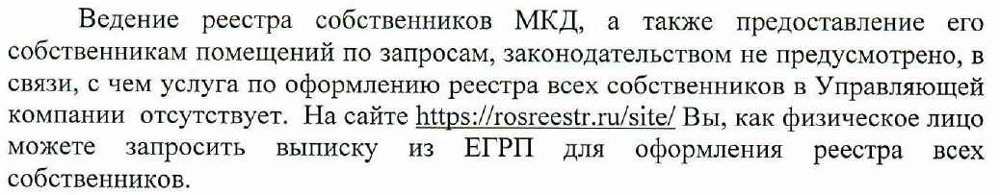 Ведение реестра собственников МКД, а также предоставление его
собственникам помещений по запросам, законодательством не предусмотрено, в
связи, с чем услуга по оформлению реестра всех собственников в Управляющей
компании отсутствует. На сайте https://rosreestr.ru/site/ Вы, как физическое лицо
можете запросить выписку из ЕГРП для оформления реестра всех
собственников.